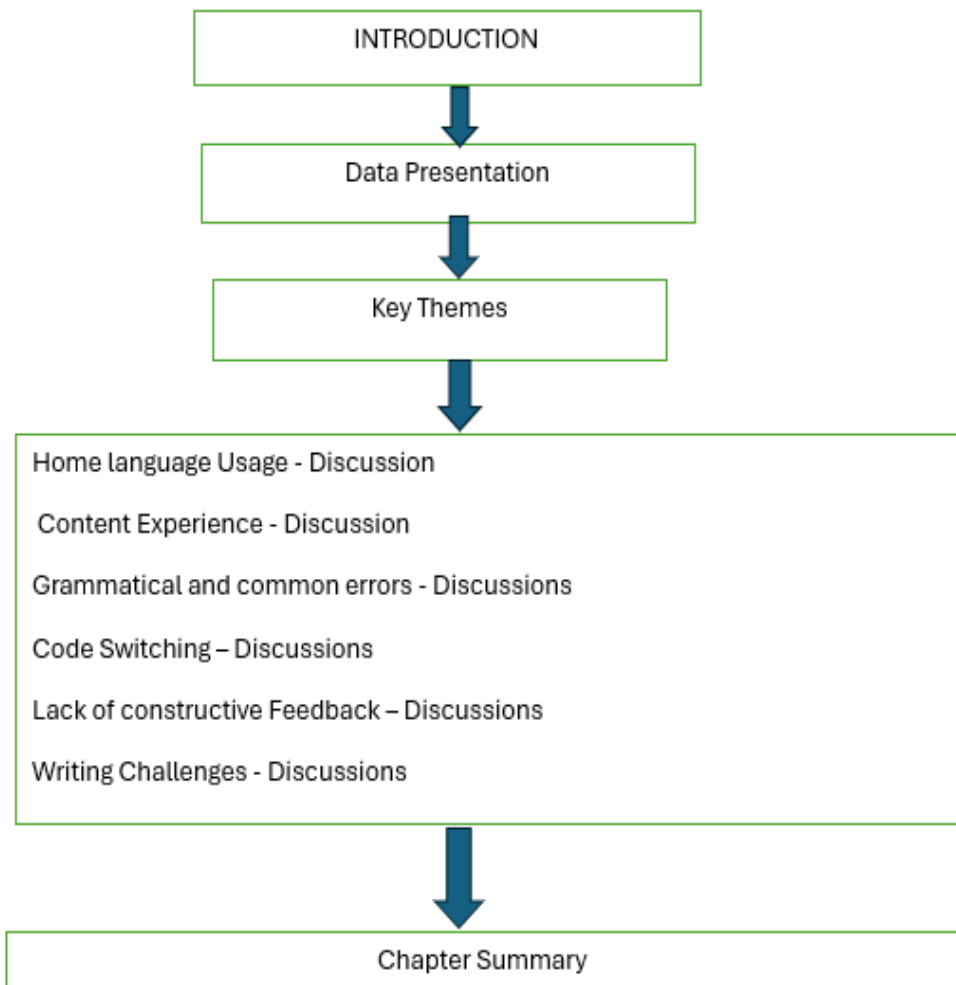 INTRODUCTION
Data Presentation
Key Themes
Home language Usage - Discussion
Content Experience - Discussion
Grammatical and common errors - Discussions
Code Switching – Discussions
Lack of constructive Feedback – Discussions
Writing Challenges - Discussions
Chapter Summary